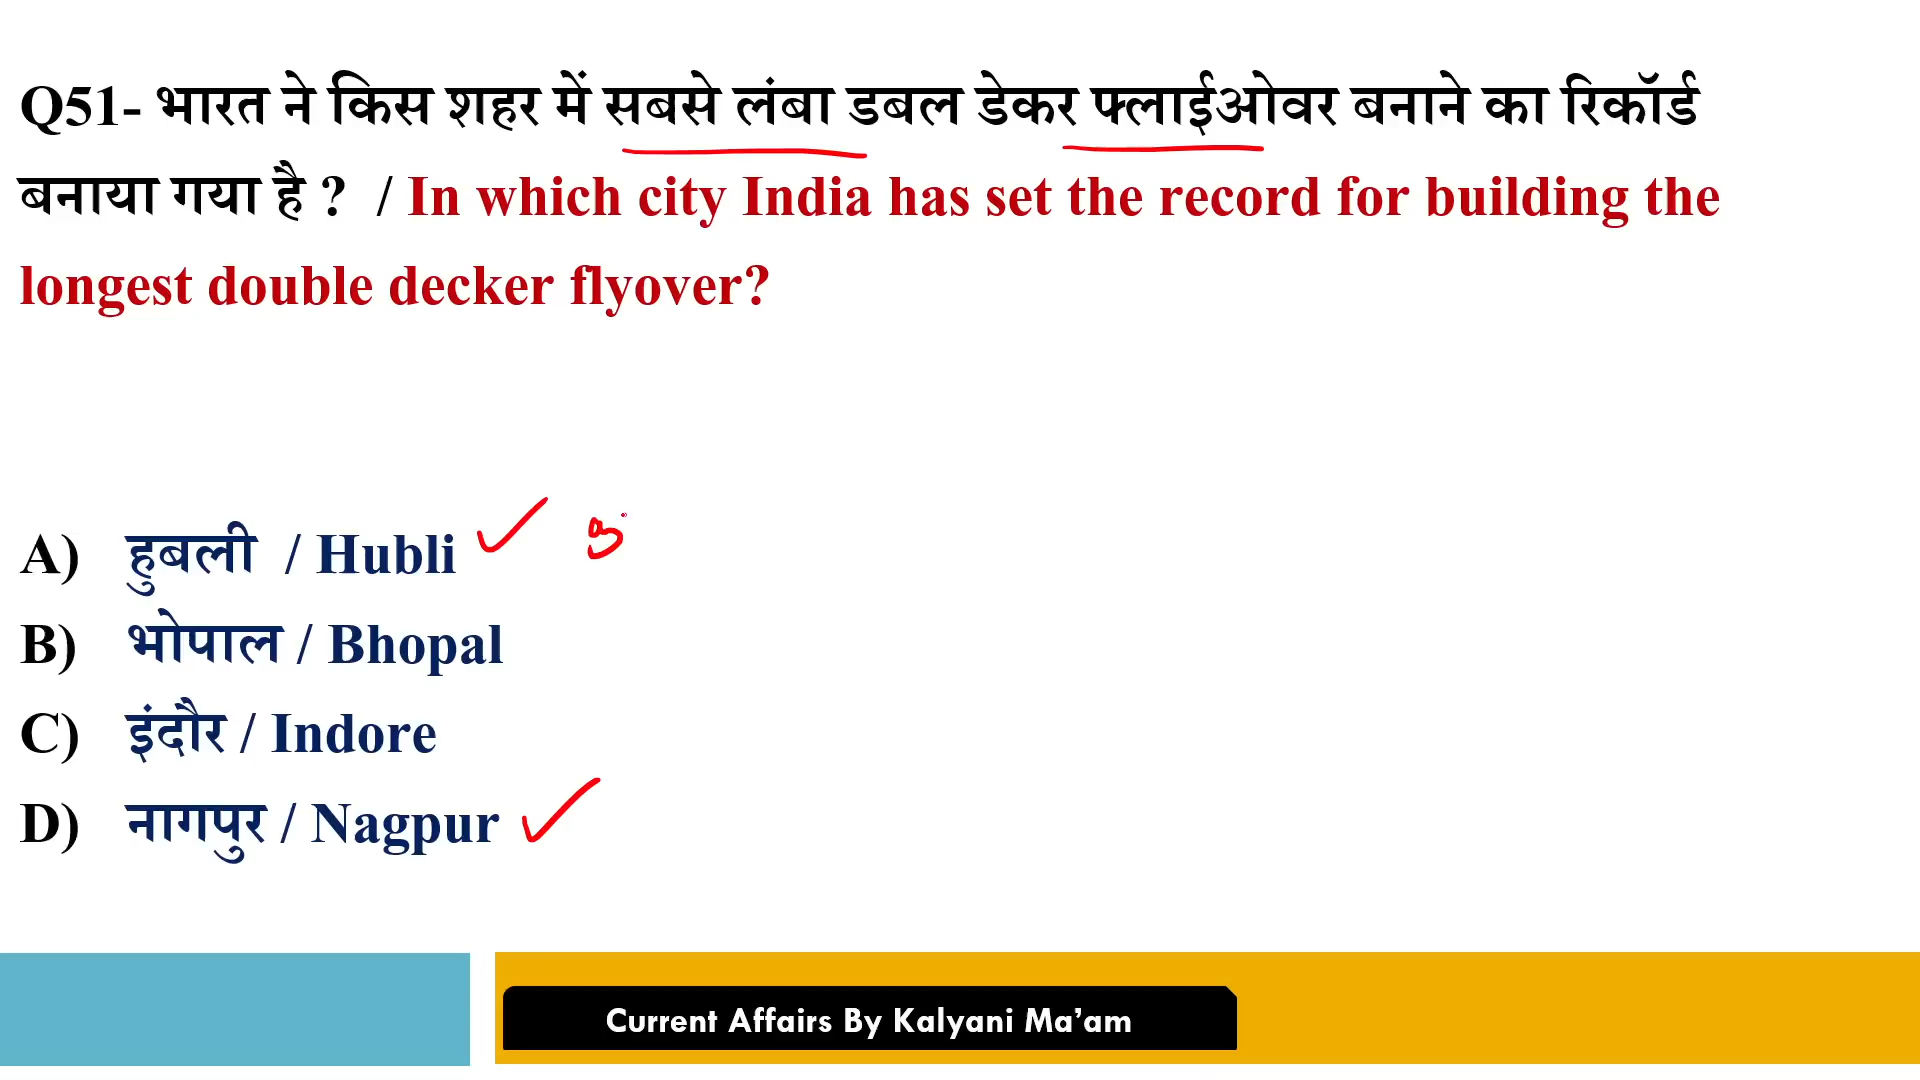 Q51- भारत ने किस शहर में सबसे लंबा डबल डेकर फ्लाईओवर बनाने का रिकॉर्ड
बनाया गया है ? / In which city India has set the record for building the
longest double decker flyover?
A) हुबली / Hubli
B) भोपाल / Bhopal
C) इंदौर / Indore
D) नागपुर / Nagpur
Current Affairs By Kalyani Ma’am